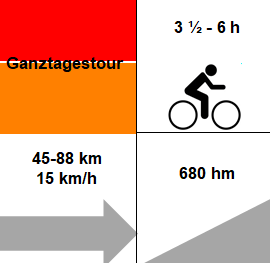 3 ½ - 6 h
Ganztagestour
45-88 km
15 km/h
680 hm